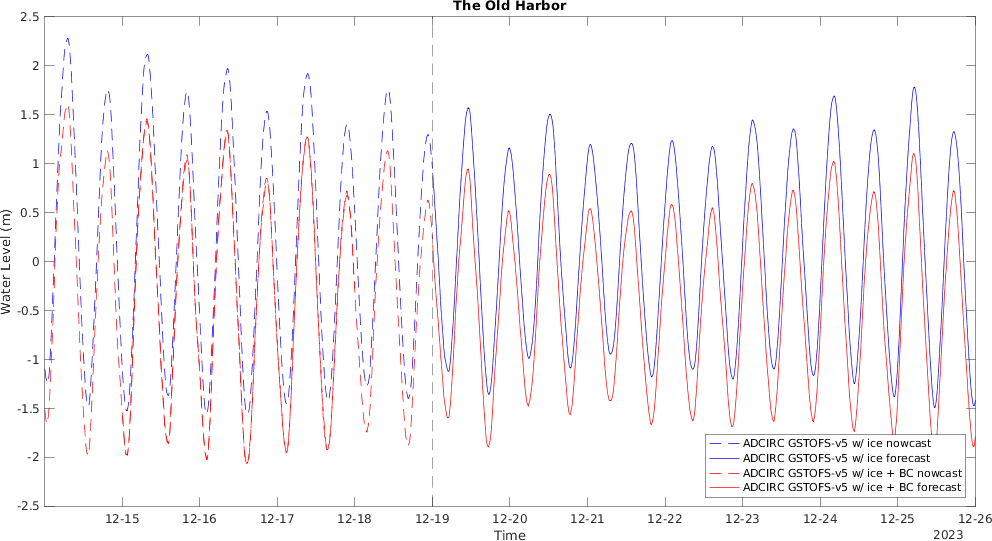 The Old Harbor
2.5
2
1.5
1
0.5
0
-0.5
-1
-1.5
-2
-2.5
Water Level (m)
ADCIRC GSTOFS-v5 w/ ice nowcast
ADCIRC GSTOFS-v5 w/ ice forecast
ADCIRC GSTOFS-v5 w/ ice + BC nowcast
ADCIRC GSTOFS-v5 w/ ice + BC forecast
12-15 12-16 12-17 12-18 12-19 12-20 12-21 12-22 12-23 12-24 12-25 12-26
Time
2023